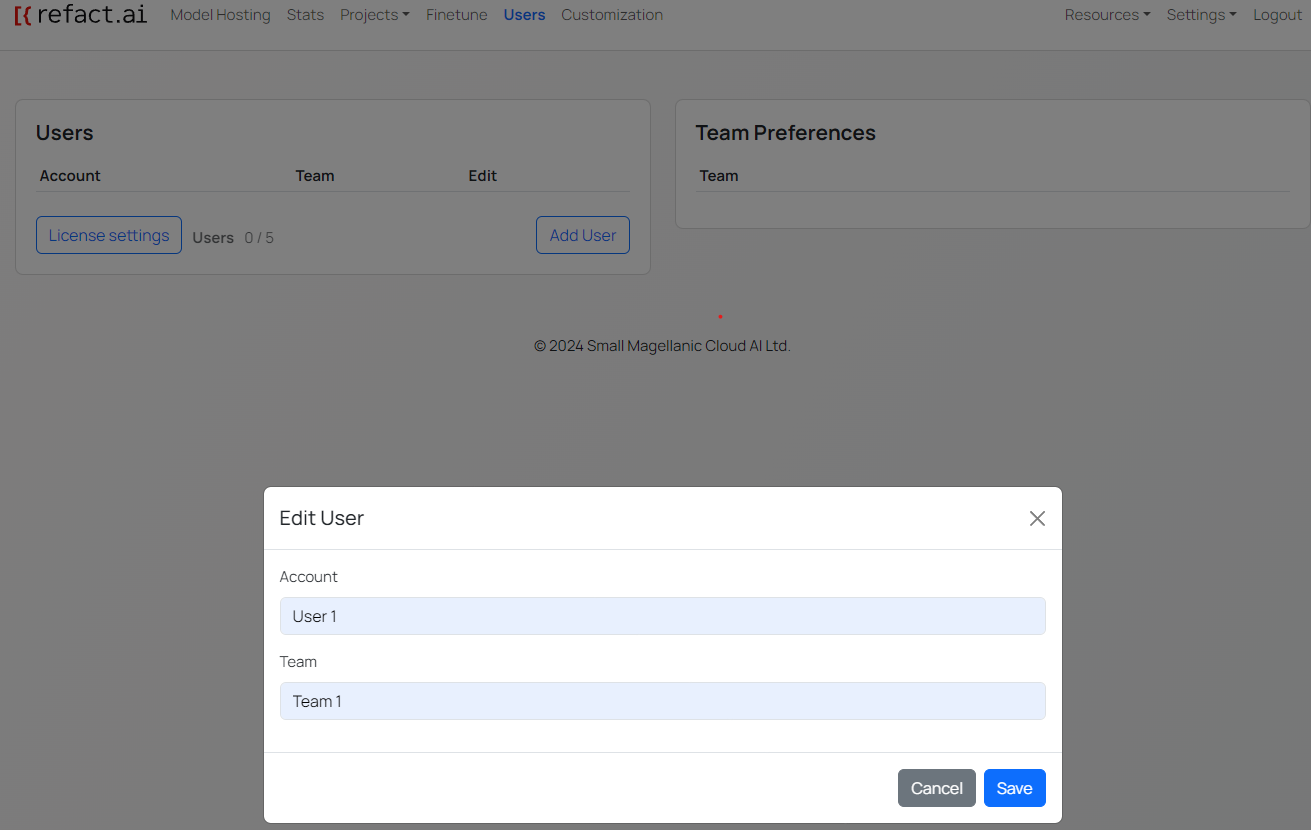 [{ refact.ai Model Hosting Stats Projects Finetune Users Customization Resources Settings Logout
Users
Account Team Edit
License settings Users 0 / 5 Add User
Team Preferences
Team
© 2024 Small Magellanic Cloud AI Ltd.
Edit User
Account
User 1
Team
Team 1
Cancel Save